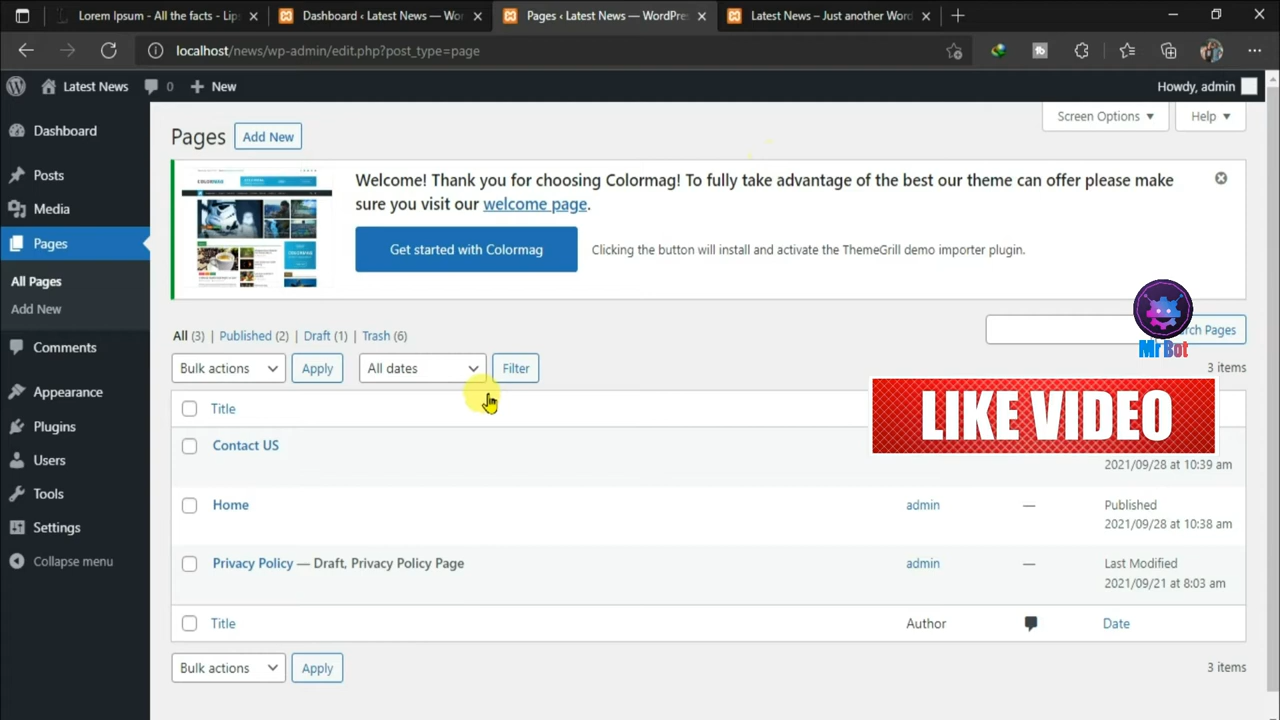 Lorem Ipsum - All the facts - Lips
Dashboard ‹ Latest News — Wor
Pages ‹ Latest News — WordPres
Latest News – Just another Word
localhost/news/wp-admin/edit.php?post_type=page
Latest News
0
New
Howdy, admin
Dashboard
Posts
Media
Pages
All Pages
Add New
Comments
Appearance
Plugins
Users
Tools
Settings
Collapse menu
Screen Options
Help
Pages
Add New
Welcome! Thank you for choosing Colormag! To fully take advantage of the best our theme can offer please make
sure you visit our welcome page.
Get started with Colormag
Clicking the button will install and activate the ThemeGrill demo importer plugin.
All (3) | Published (2) | Draft (1) | Trash (6)
rch Pages
Mr Bot
Bulk actions
Apply
All dates
Filter
3 items
Title
LIKE VIDEO
Contact US
2021/09/28 at 10:39 am
Home
admin
—
Published
2021/09/28 at 10:38 am
Privacy Policy — Draft, Privacy Policy Page
admin
—
Last Modified
2021/09/21 at 8:03 am
Title
Author
Date
Bulk actions
Apply
3 items